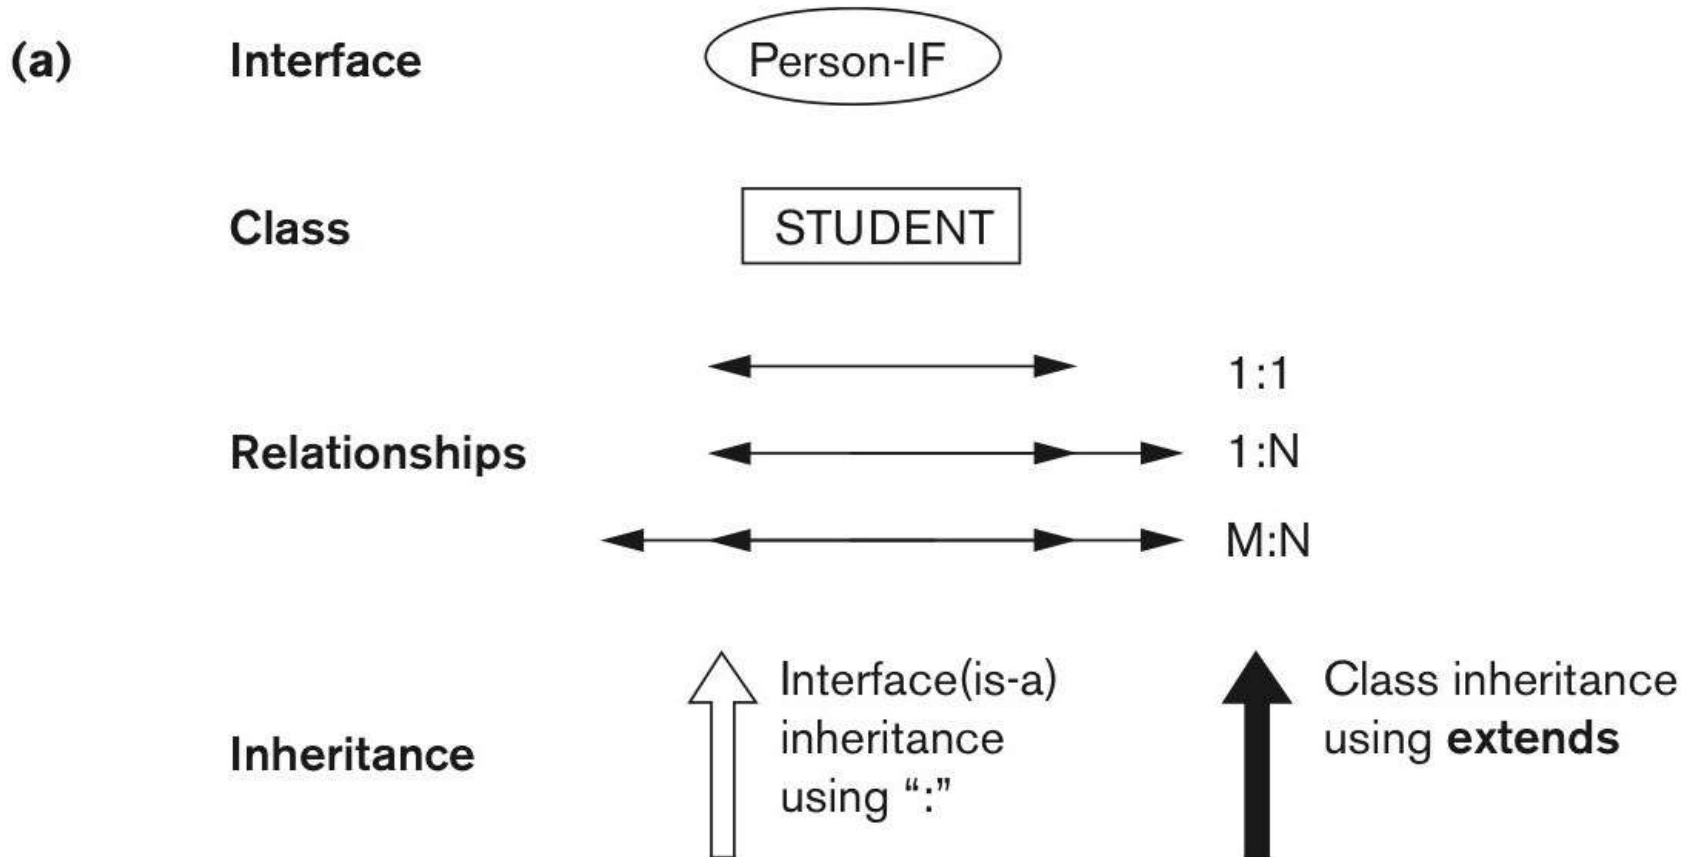 (a) Interface Person-IF
Class STUDENT
1:1
Relationships 1:N
M:N
Interface(is-a) Class inheritance
inheritance using extends
Inheritance
using “:”